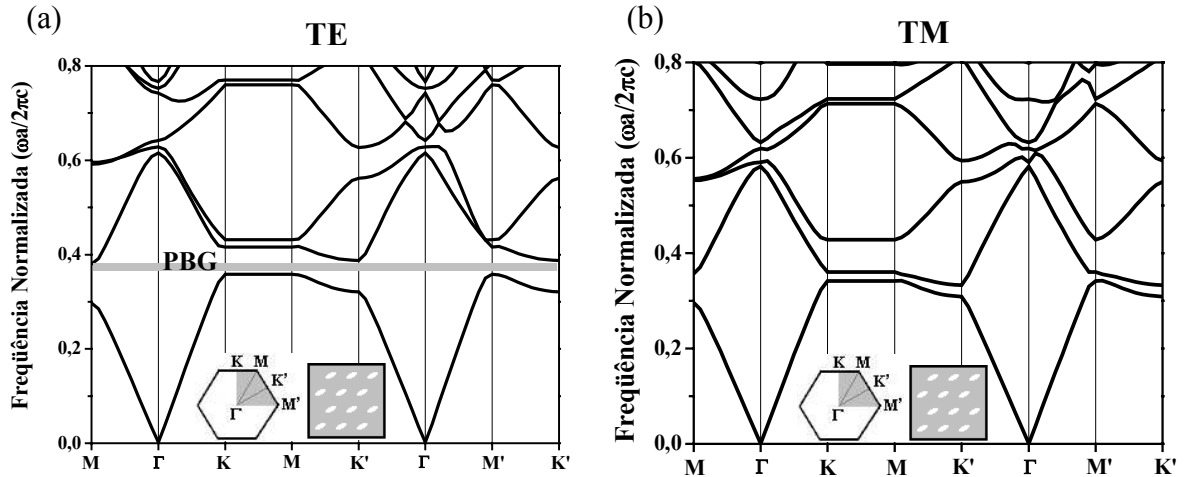 (a)
TE
Freqüência Normalizada (ωa/2πc)
0,8
0,6
0,4
0,2
0,0
PBG
K M
K'
Γ
M'
M Γ K M K' Γ M' K'
(b)
TM
Freqüência Normalizada (ωa/2πc)
0,8
0,6
0,4
0,2
0,0
K M
K'
Γ
M'
M Γ K M K' Γ M' K'